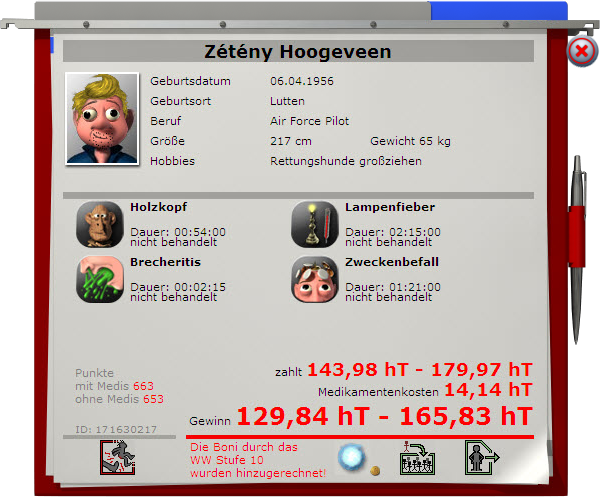 Zétény Hoogeveen
Geburtsdatum 06.04.1956
Geburtsort Lutten
Beruf Air Force Pilot
Größe 217 cm Gewicht 65 kg
Hobbies Rettungshunde großziehen
Holzkopf
Dauer: 00:54:00
nicht behandelt
Lampenfieber
Dauer: 02:15:00
nicht behandelt
Brecheritis
Dauer: 00:02:15
nicht behandelt
Zweckenbefall
Dauer: 01:21:00
nicht behandelt
Punkte
mit Medis 663
ohne Medis 653
zahlt 143,98 hT - 179,97 hT
Medikamentenkosten 14,14 hT
Gewinn 129,84 hT - 165,83 hT
ID: 171630217
Die Boni durch das
WW Stufe 10
wurden hinzugerechnet!